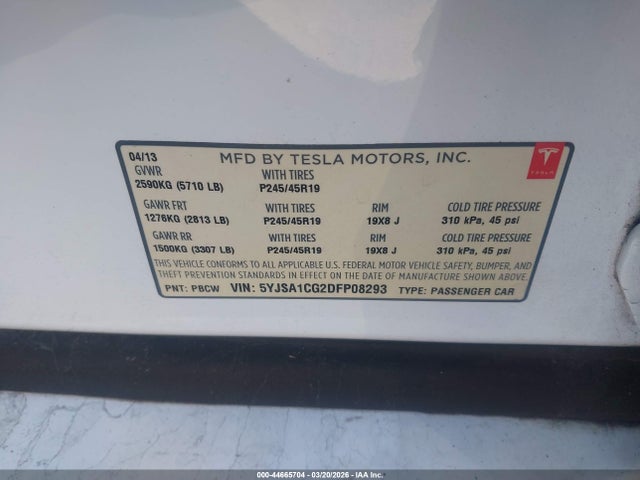 04/13 MFD BY TESLA MOTORS, INC.
TESLA
GVWR WITH TIRES
2590KG (5710 LB) P245/45R19
GAWR FRT WITH TIRES RIM COLD TIRE PRESSURE
1276KG (2813 LB) P245/45R19 19X8 J 310 kPa, 45 psi
GAWR RR WITH TIRES RIM COLD TIRE PRESSURE
1500KG (3307 LB) P245/45R19 19X8 J 310 kPa, 45 psi
THIS VEHICLE CONFORMS TO ALL APPLICABLE U.S. FEDERAL MOTOR VEHICLE SAFETY, BUMPER, AND
THEFT PREVENTION STANDARDS IN EFFECT ON THE DATE OF MANUFACTURE SHOWN ABOVE.
PNT: PBCW VIN: 5YJSA1CG2DFP08293 TYPE: PASSENGER CAR
000-44665704 | 03/20/2026 | IAA Inc.